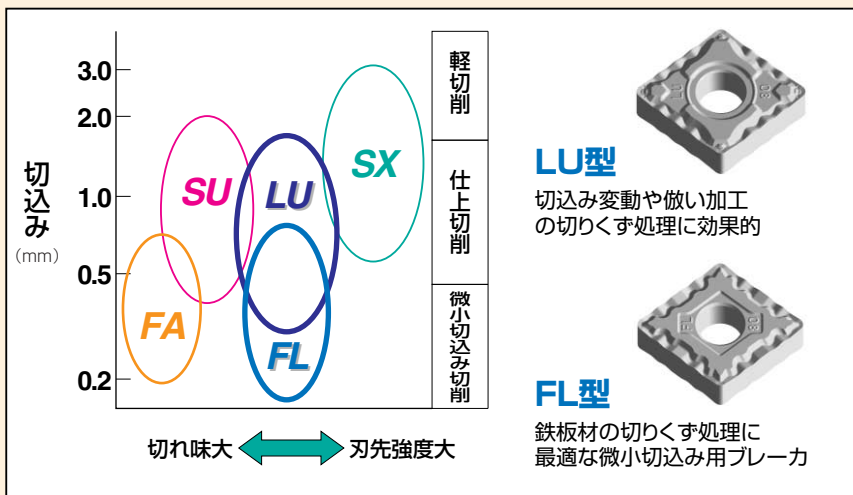 切込み
(mm)
3.0
2.0
1.0
0.5
0.2
SU
LU
SX
FA
FL
軽切削
仕上切削
微小切込み切削
切れ味大
刃先強度大
LU
08
LU型
切込み変動や倣い加工
の切りくず処理に効果的
FL
08
FL型
鉄板材の切りくず処理に
最適な微小切込み用ブレーカ